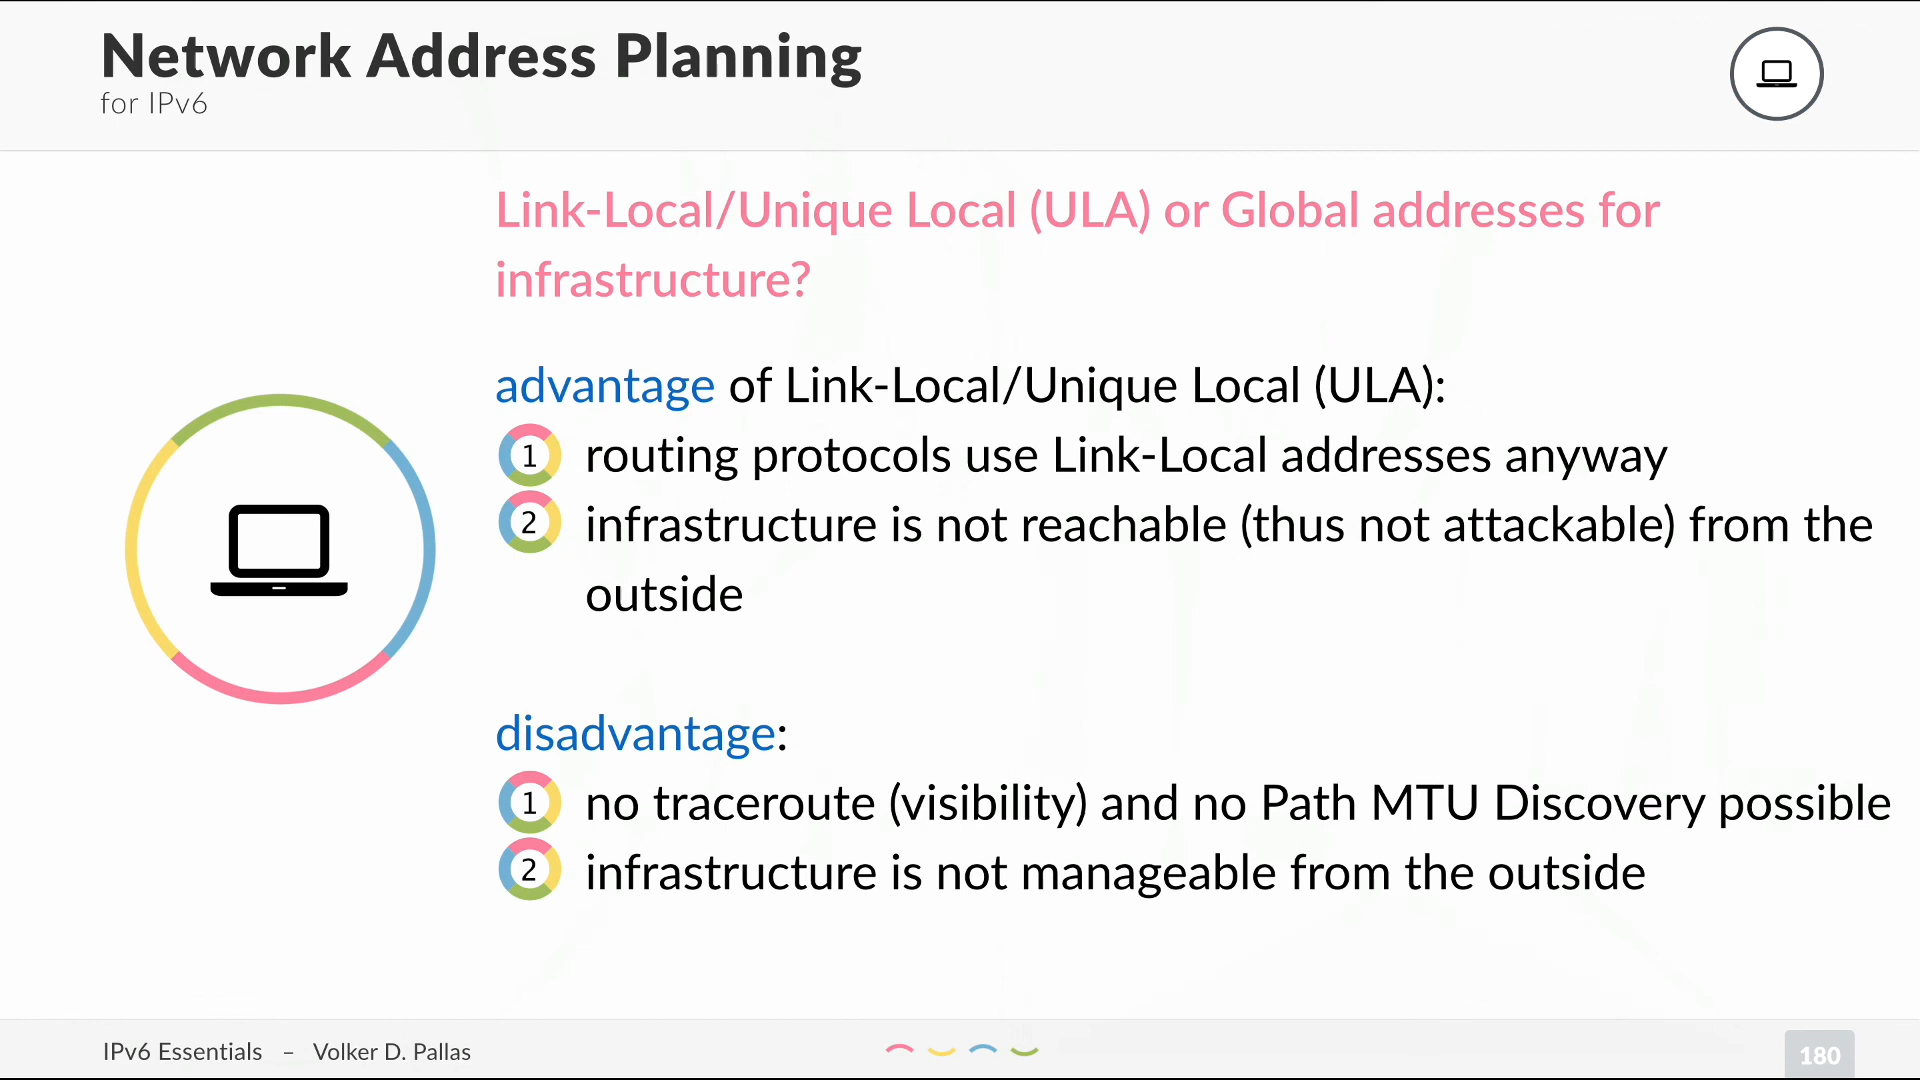 Network Address Planning
for IPv6
Link-Local/Unique Local (ULA) or Global addresses for
infrastructure?
advantage of Link-Local/Unique Local (ULA):
1 routing protocols use Link-Local addresses anyway
2 infrastructure is not reachable (thus not attackable) from the
outside
disadvantage:
1 no traceroute (visibility) and no Path MTU Discovery possible
2 infrastructure is not manageable from the outside
IPv6 Essentials – Volker D. Pallas
180